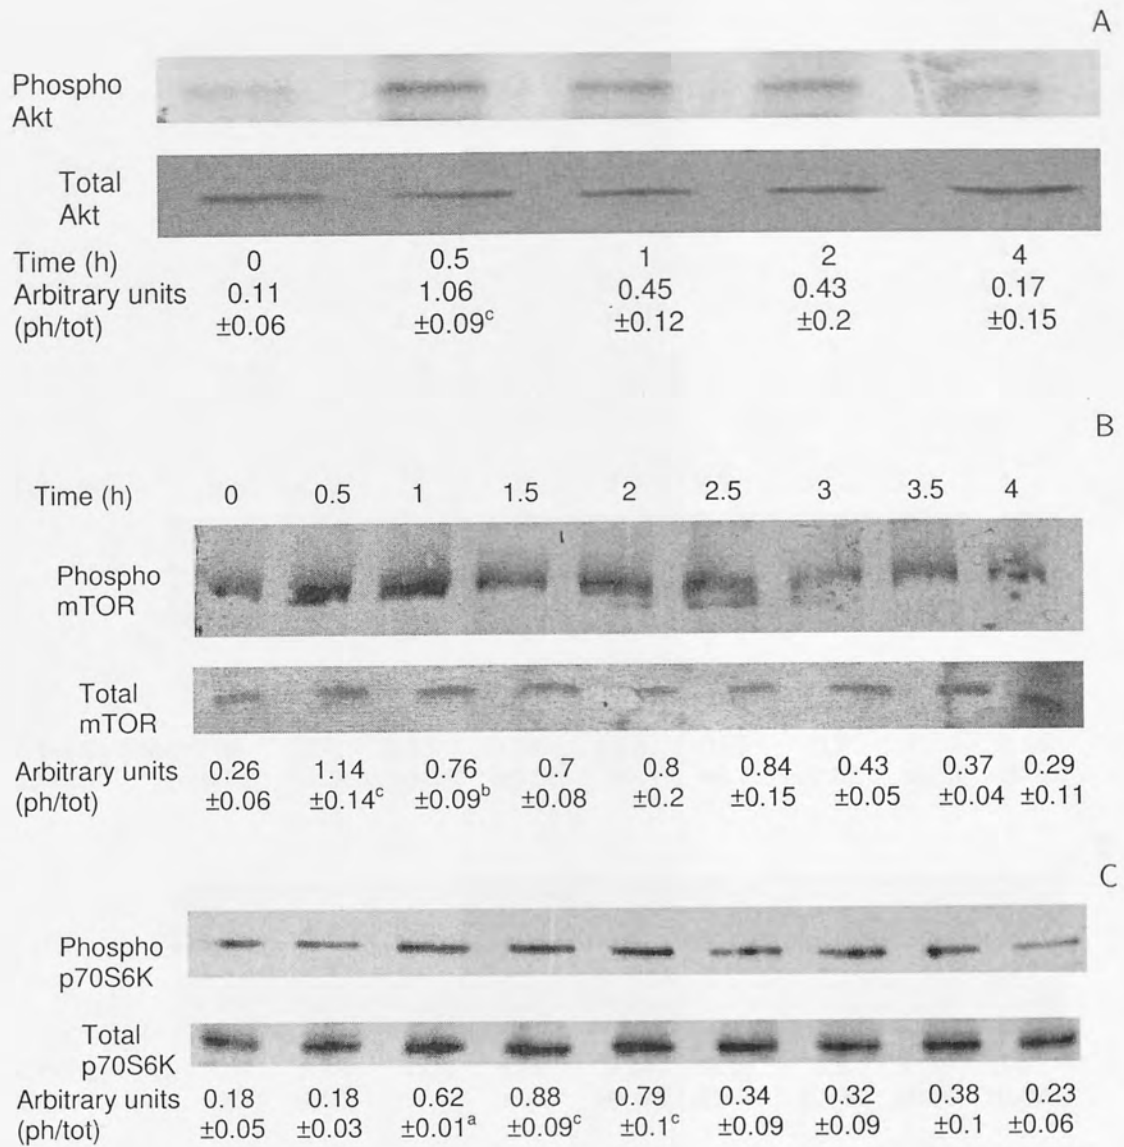 A
Phospho
Akt
Total
Akt
Time (h) 0 0.5 1 2 4
Arbitrary units 0.11 1.06 0.45 0.43 0.17
(ph/tot) ±0.06 ±0.09c ±0.12 ±0.2 ±0.15
B
Time (h) 0 0.5 1 1.5 2 2.5 3 3.5 4
Phospho
mTOR
Total
mTOR
Arbitrary units 0.26 1.14 0.76 0.7 0.8 0.84 0.43 0.37 0.29
(ph/tot) ±0.06 ±0.14c ±0.09b ±0.08 ±0.2 ±0.15 ±0.05 ±0.04 ±0.11
C
Phospho
p70S6K
Total
p70S6K
Arbitrary units 0.18 0.18 0.62 0.88 0.79 0.34 0.32 0.38 0.23
(ph/tot) ±0.05 ±0.03 ±0.01a ±0.09c ±0.1c ±0.09 ±0.09 ±0.1 ±0.06